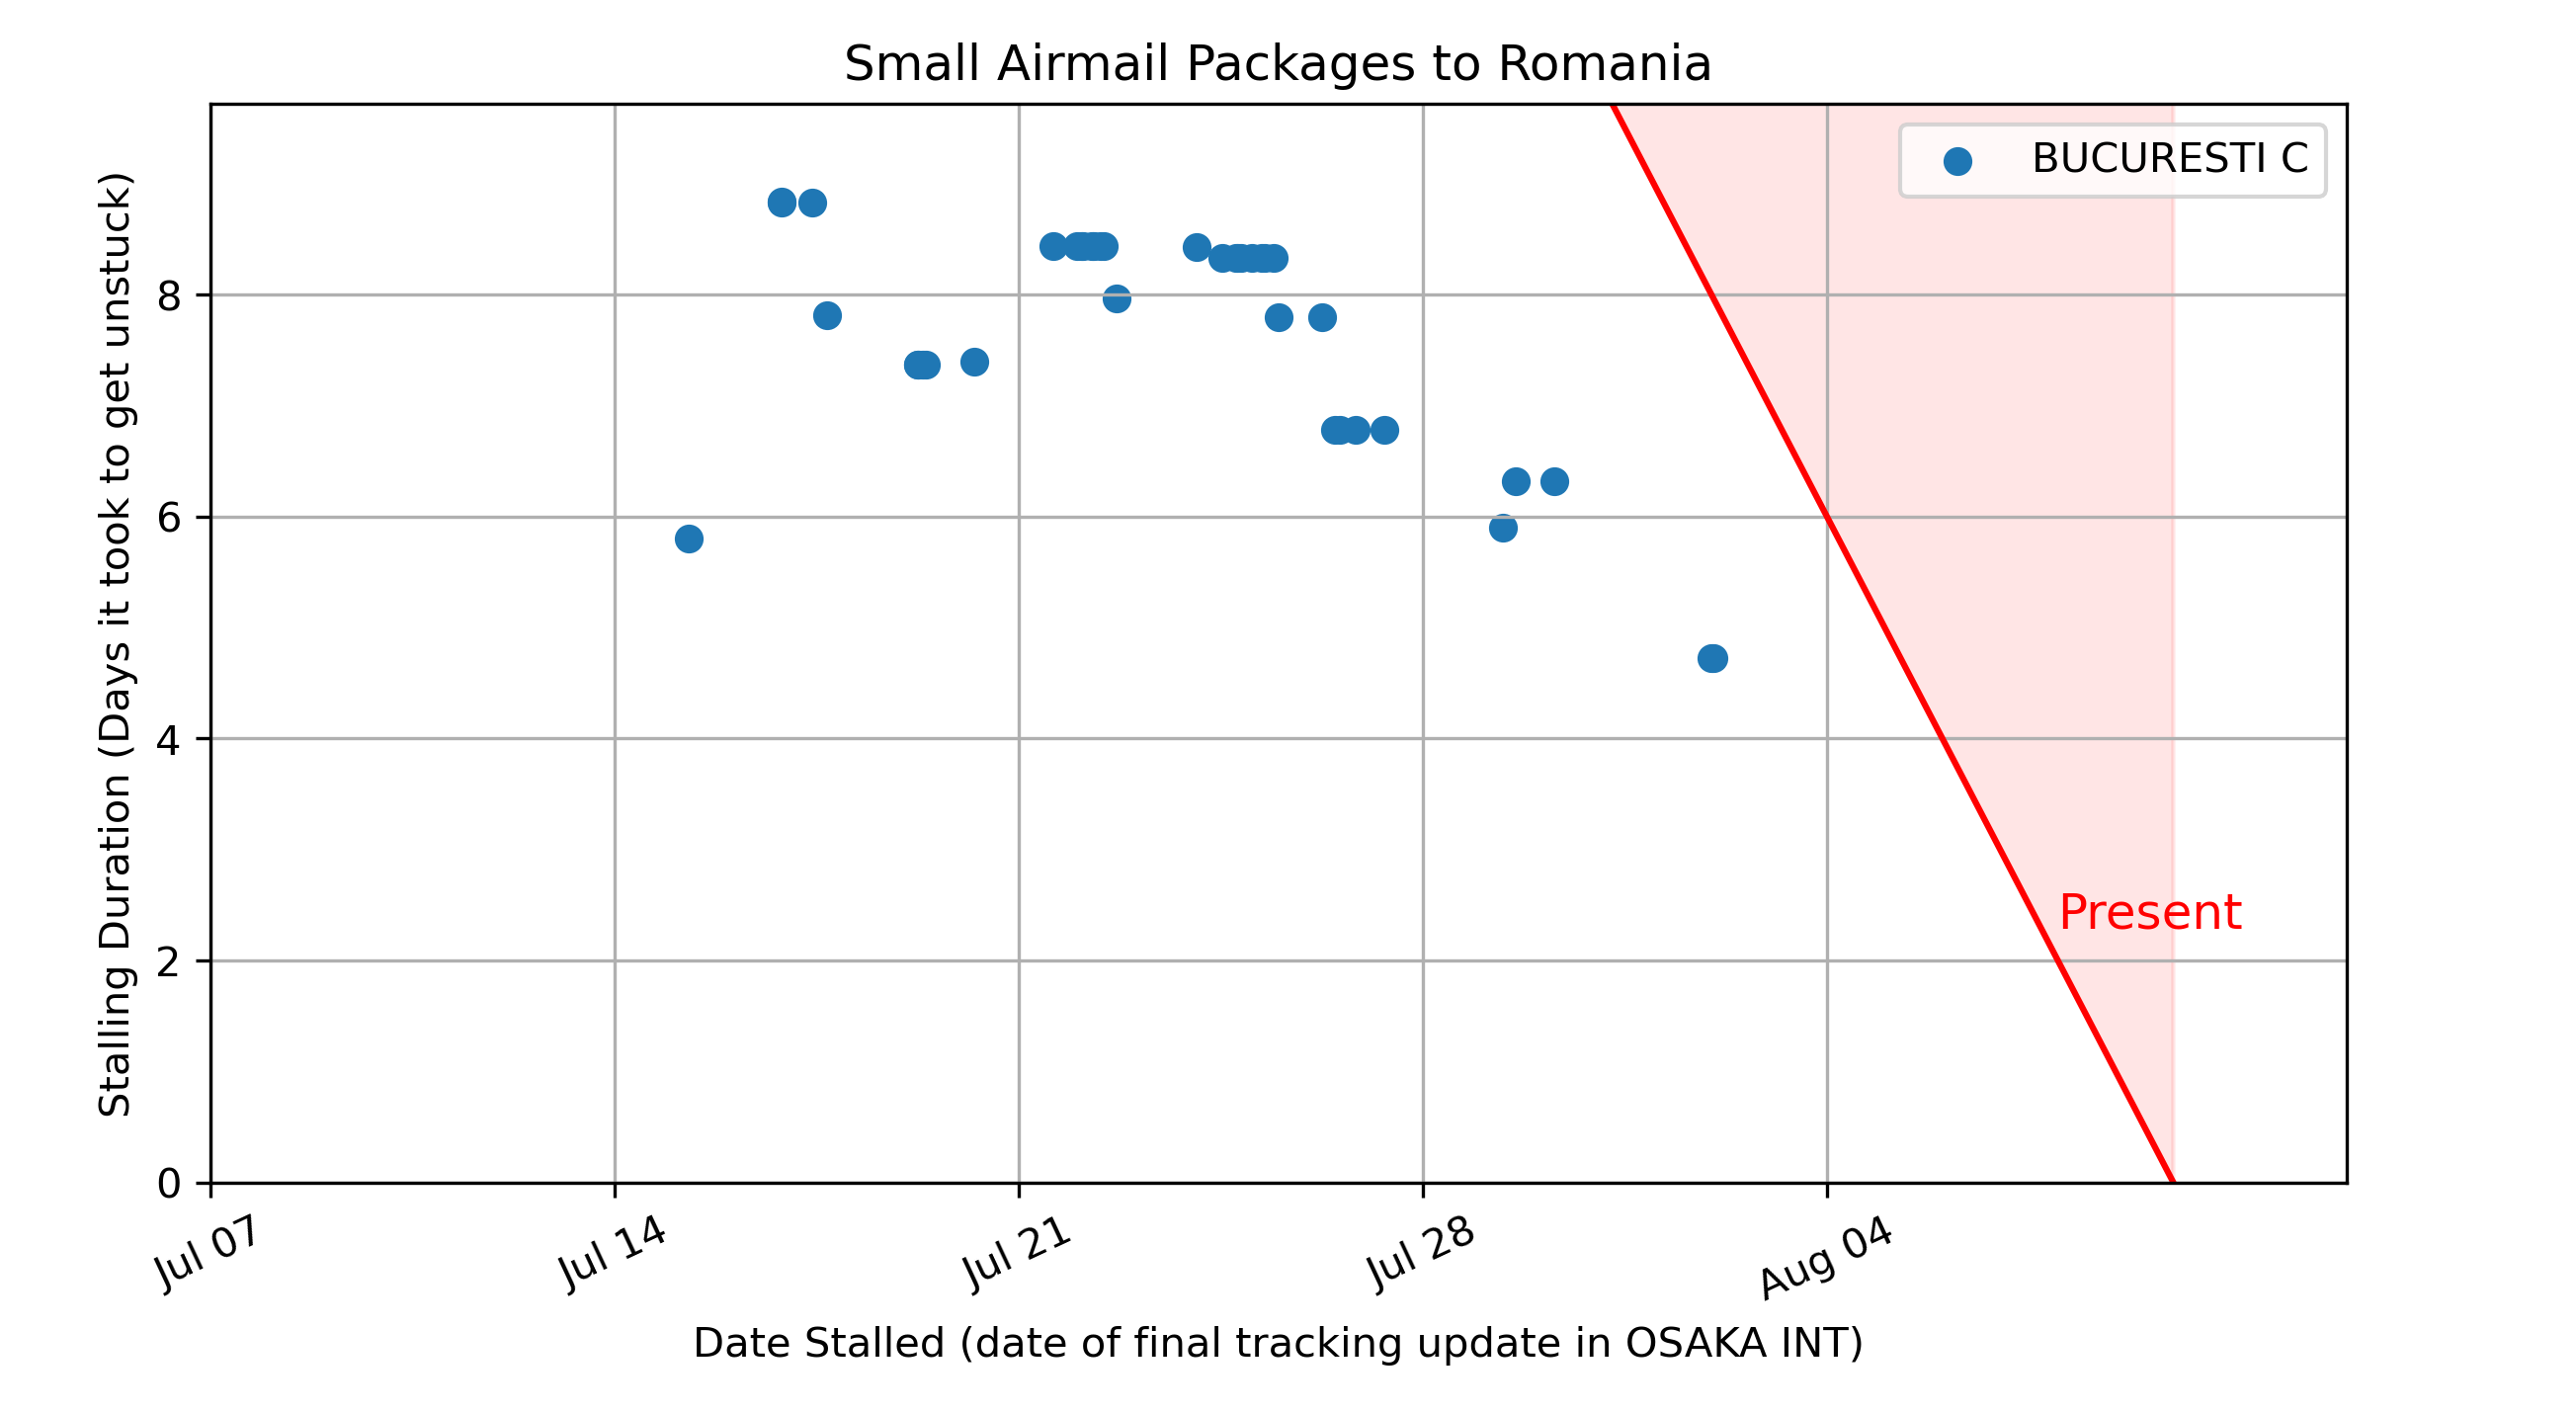 Small Airmail Packages to Romania
BUCURESTI C
Stalling Duration (Days it took to get unstuck)
8
6
4
2
0
Present
Jul 07
Jul 14
Jul 21
Jul 28
Aug 04
Date Stalled (date of final tracking update in OSAKA INT)